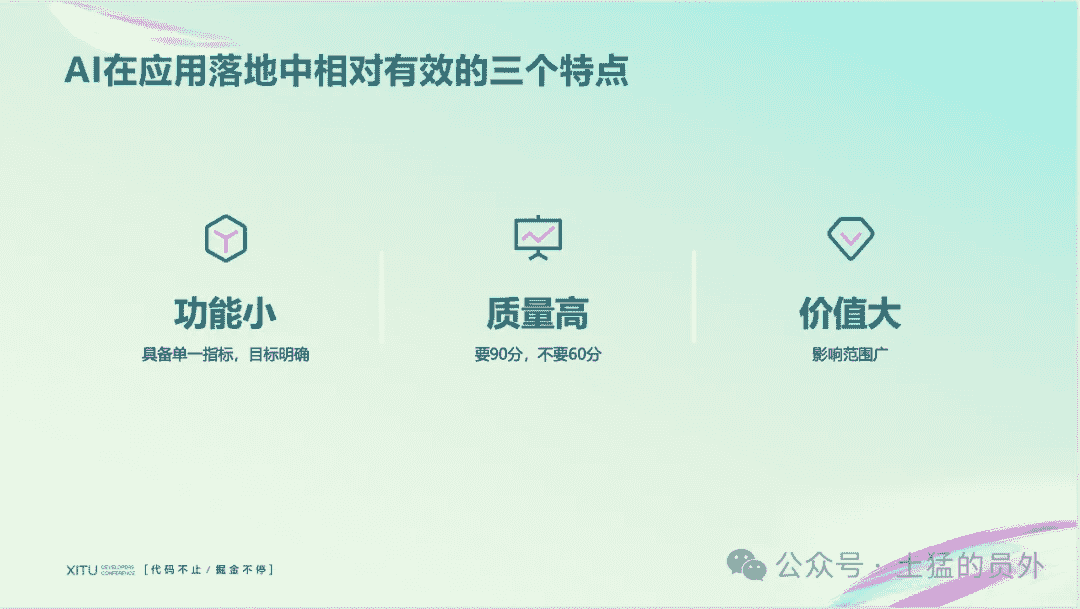 AI在应用落地中相对有效的三个特点
功能小
具备单一指标，目标明确
质量高
要90分，不要60分
价值大
影响范围广
XITU DEVELOPERS CONFERENCE [代码不止 / 掘金不停]
公众号 · 土猛的员外